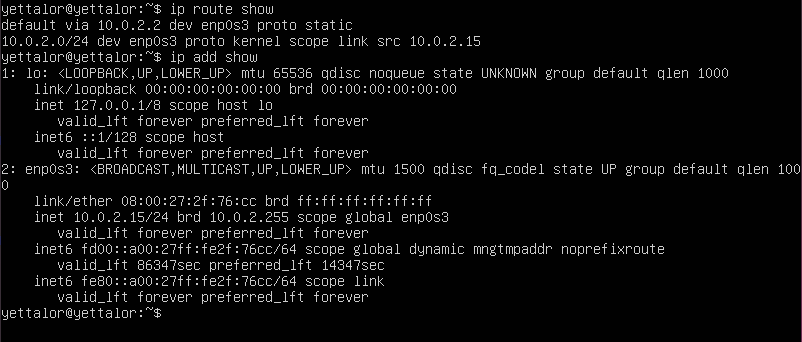 yettalor@yettalor:~$ ip route show
default via 10.0.2.2 dev enp0s3 proto static
10.0.2.0/24 dev enp0s3 proto kernel scope link src 10.0.2.15
yettalor@yettalor:~$ ip add show
1: lo: <LOOPBACK,UP,LOWER_UP> mtu 65536 qdisc noqueue state UNKNOWN group default qlen 1000
    link/loopback 00:00:00:00:00:00 brd 00:00:00:00:00:00
    inet 127.0.0.1/8 scope host lo
       valid_lft forever preferred_lft forever
    inet6 ::1/128 scope host
       valid_lft forever preferred_lft forever
2: enp0s3: <BROADCAST,MULTICAST,UP,LOWER_UP> mtu 1500 qdisc fq_codel state UP group default qlen 100
0
    link/ether 08:00:27:2f:76:cc brd ff:ff:ff:ff:ff:ff
    inet 10.0.2.15/24 brd 10.0.2.255 scope global enp0s3
       valid_lft forever preferred_lft forever
    inet6 fd00::a00:27ff:fe2f:76cc/64 scope global dynamic mngtmpaddr noprefixroute
       valid_lft 86347sec preferred_lft 14347sec
    inet6 fe80::a00:27ff:fe2f:76cc/64 scope link
       valid_lft forever preferred_lft forever
yettalor@yettalor:~$